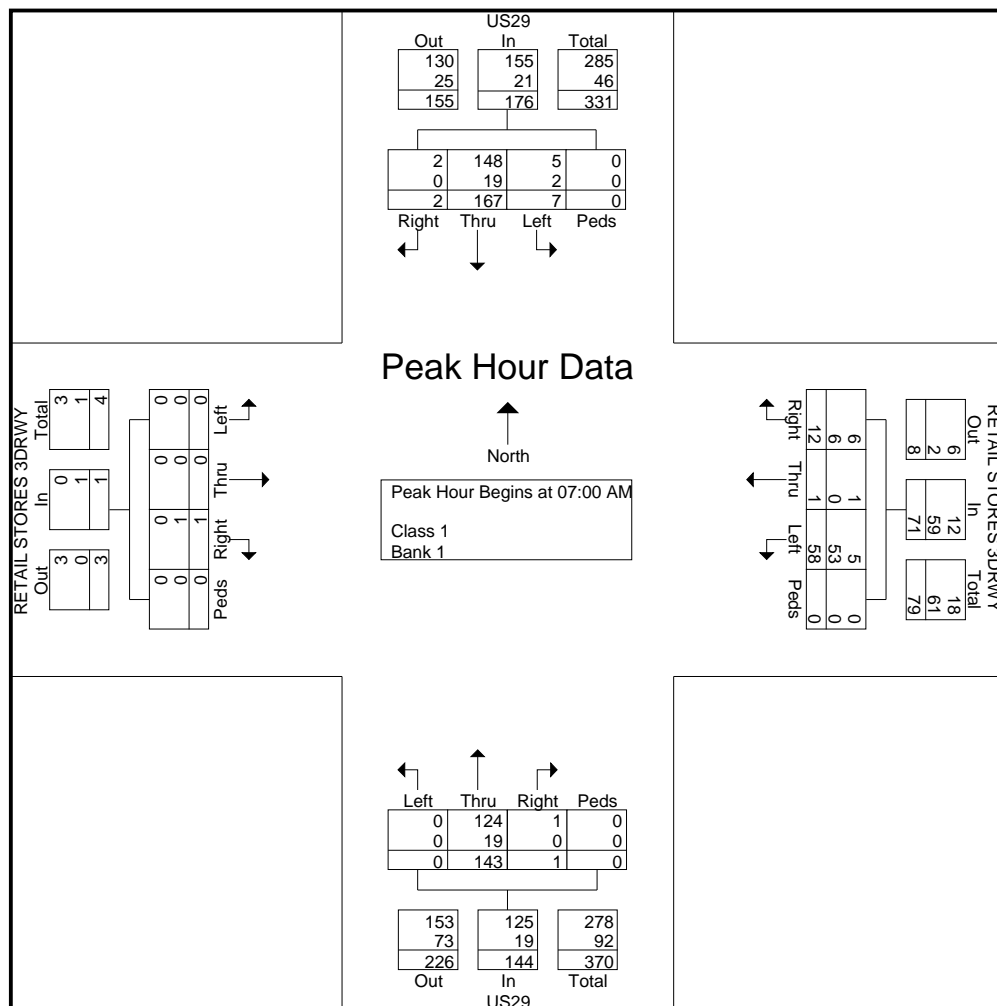 US29
Out In Total
130 155 285
25 21 46
155 176 331
2 148 5 0
0 19 2 0
2 167 7 0
Right Thru Left Peds
Peak Hour Data
North
Peak Hour Begins at 07:00 AM
Class 1
Bank 1
RETAIL STORES 3DRWY
Out In Total
3 0 3
0 1 1
3 1 4
Left Thru Right Peds
0 0 0 0
0 0 1 0
0 0 1 0
RETAIL STORES 3DRWY
Out In Total
6 12 18
2 59 61
8 71 79
Right Thru Left Peds
6 1 5 0
6 0 53 0
12 1 58 0
Left Thru Right Peds
0 124 1 0
0 19 0 0
0 143 1 0
153 125 278
73 19 92
226 144 370
Out In Total
US29